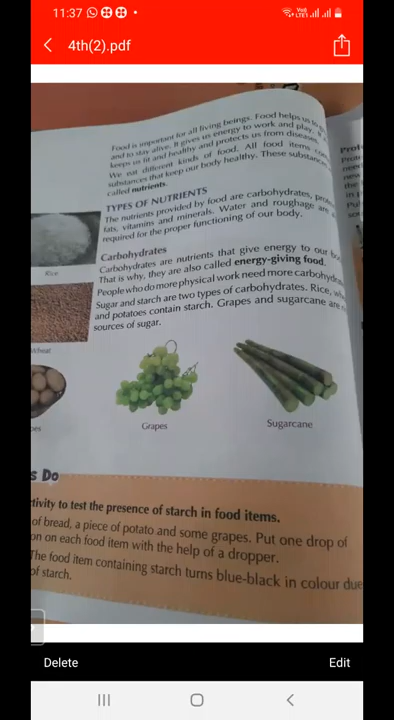 11:37
4th(2).pdf
Food is important for all living beings. Food helps us to
and to stay alive. It gives us energy to work and play. It
keeps us fit and healthy and protects us from diseases.
We eat different kinds of food. All food items
substances that keep our body healthy. These substances
called nutrients.
TYPES OF NUTRIENTS
The nutrients provided by food are carbohydrates,
fats, vitamins and minerals. Water and roughage are
required for the proper functioning of our body.
Carbohydrates
Carbohydrates are nutrients that give energy to our
That is why, they are also called energy-giving food.
People who do more physical work need more
Sugar and starch are two types of carbohydrates. Rice,
and potatoes contain starch. Grapes and sugarcane are
sources of sugar.
Rice
Wheat
Grapes
Sugarcane
s Do
tivity to test the presence of starch in food items.
of bread, a piece of potato and some grapes. Put one drop of
on on each food item with the help of a dropper.
The food item containing starch turns blue-black in colour due
of starch.
Delete
Edit